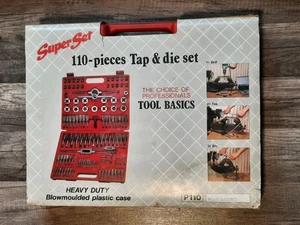 SuperSet
110-pieces Tap & die set
THE CHOICE OF
PROFESSIONALS
TOOL BASICS
HEAVY DUTY
Blowmoulded plastic case
P110